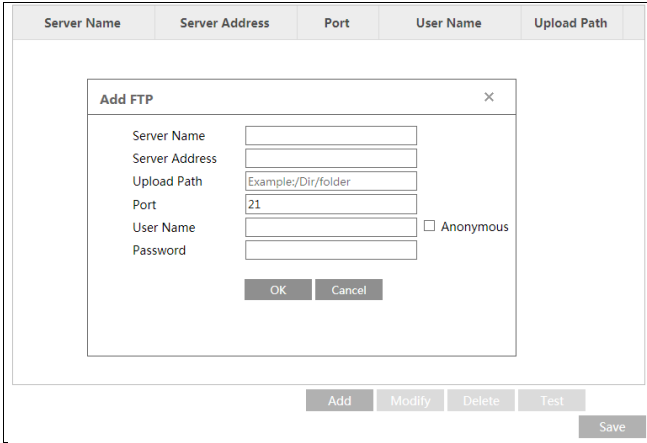 Server Name Server Address Port User Name Upload Path
Add FTP ×
Server Name
Server Address
Upload Path Example:/Dir/folder
Port 21
User Name Anonymous
Password
OK Cancel
Add Modify Delete Test
Save